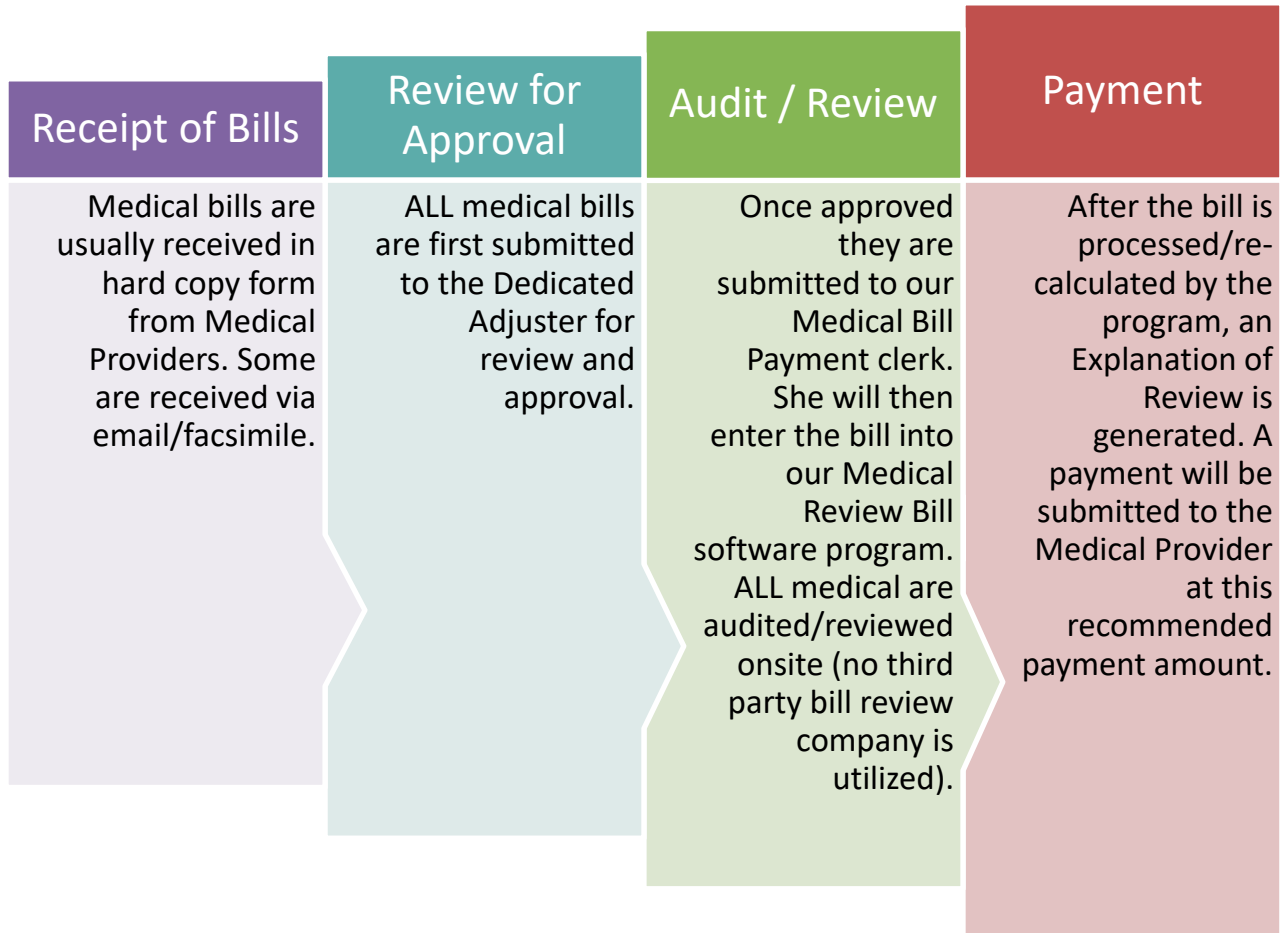 Receipt of Bills
Medical bills are
usually received in
hard copy form
from Medical
Providers. Some
are received via
email/facsimile.
Review for
Approval
ALL medical bills
are first submitted
to the Dedicated
Adjuster for
review and
approval.
Audit / Review
Once approved
they are
submitted to our
Medical Bill
Payment clerk.
She will then
enter the bill into
our Medical
Review Bill
software program.
ALL medical are
audited/reviewed
onsite (no third
party bill review
company is
utilized).
Payment
After the bill is
processed/re-
calculated by the
program, an
Explanation of
Review is
generated. A
payment will be
submitted to the
Medical Provider
at this
recommended
payment amount.